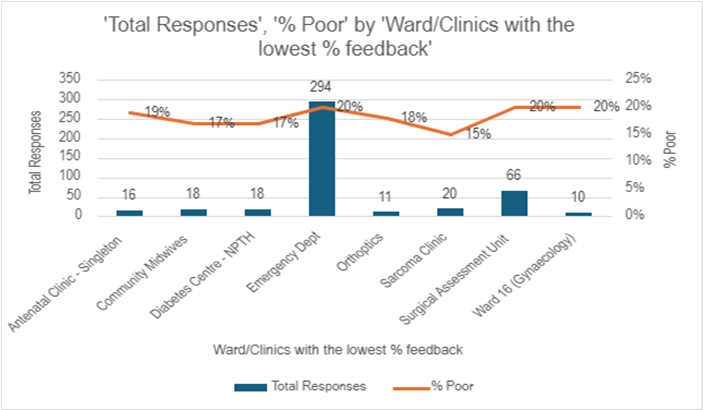 'Total Responses', '% Poor' by 'Ward/Clinics with the
lowest % feedback'
350
300
250
200
150
100
50
0
Total Responses
25%
20%
15%
10%
5%
0%
% Poor
16
18
18
294
11
20
66
10
19%
17%
17%
20%
18%
15%
20%
20%
Antenatal Clinic - Singleton
Community Midwives
Diabetes Centre - NPTH
Emergency Dept
Orthoptics
Sarcoma Clinic
Surgical Assessment Unit
Ward 16 (Gynaecology)
Ward/Clinics with the lowest % feedback
Total Responses
% Poor